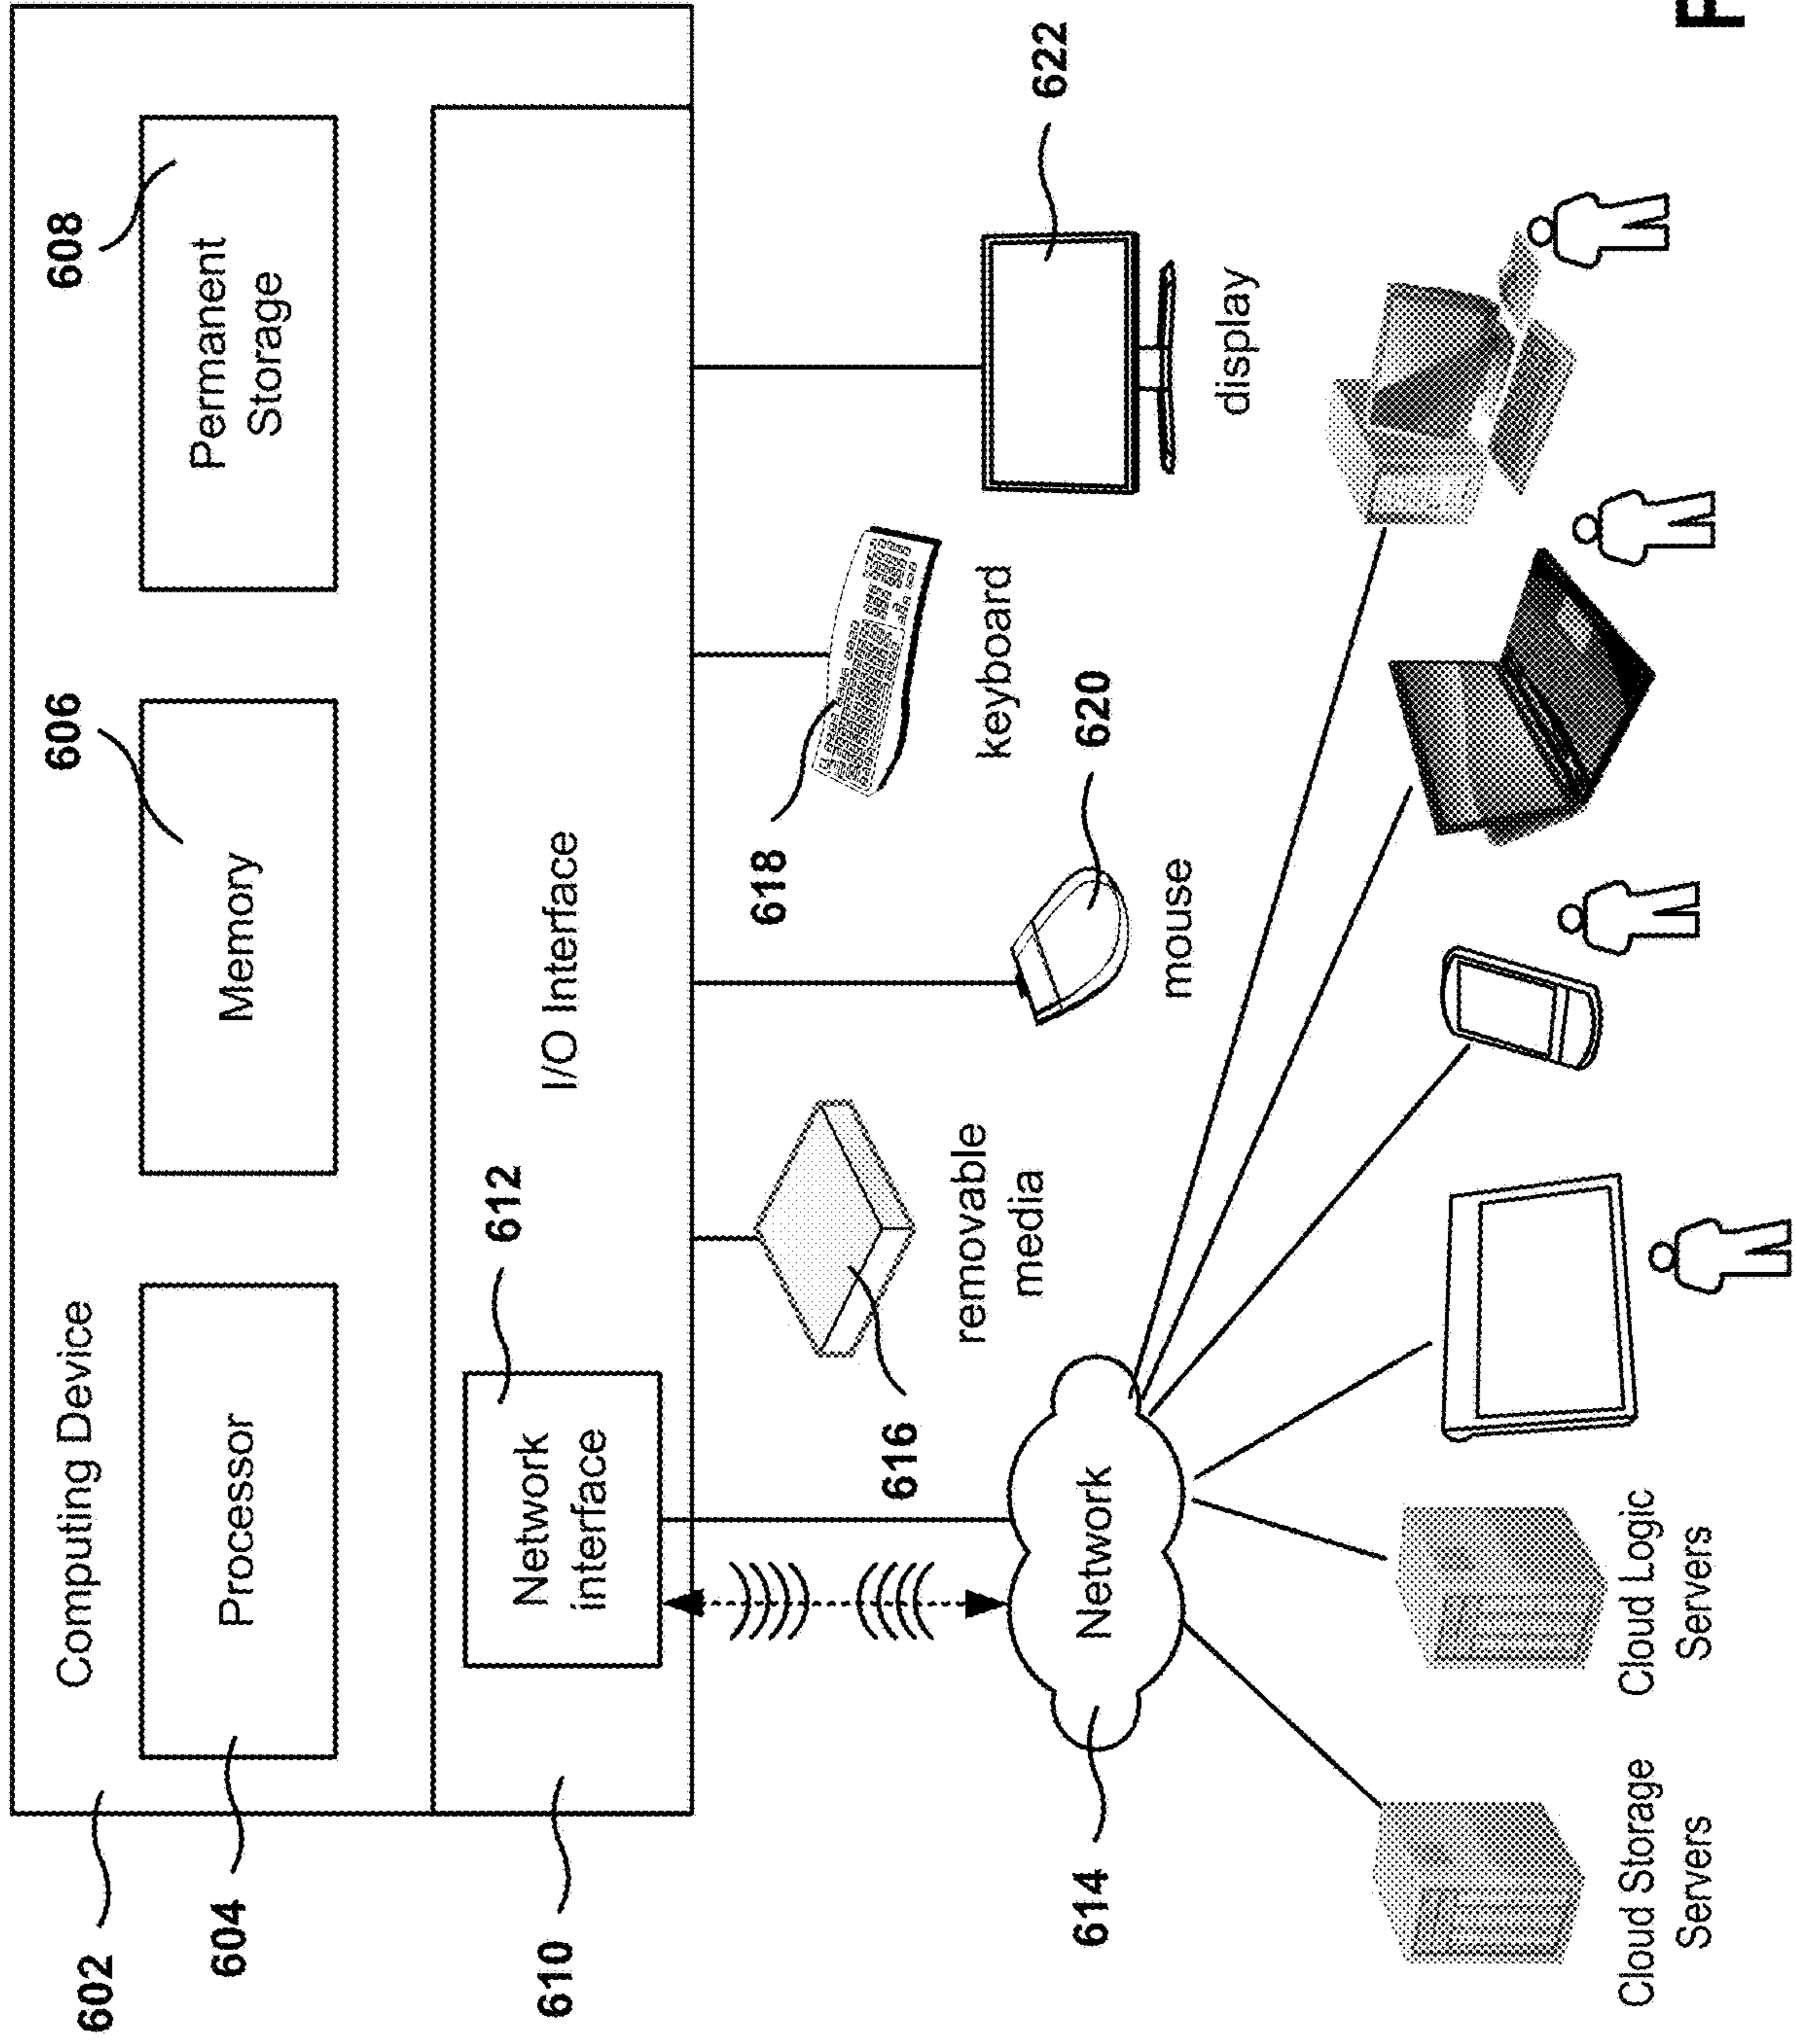 Computing Device
602
604
Processor
606
Memory
608
Permanent
Storage
610
612
Network
interface
I/O Interface
616
removable
media
618
keyboard
620
mouse
622
display
614
Network
Cloud Storage
Servers
Cloud Logic
Servers